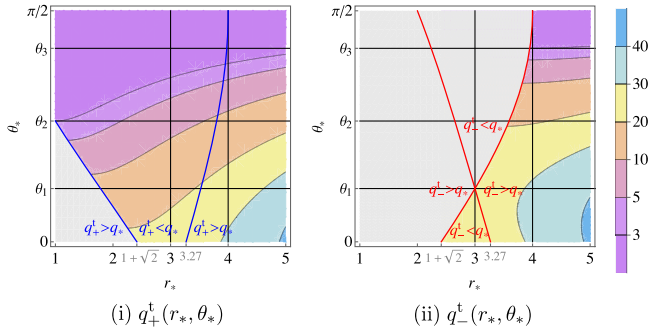 π/2
θ₃
θ₂
θ₁
0
θ*
q₊ᵗ>q* q₊ᵗ<q* q₊ᵗ>q*
1 1+√2 3 3.27 4 5
r*
(i) q₊ᵗ(r*, θ*)
π/2
θ₃
θ₂
θ₁
0
θ*
q₋ᵗ<q*
q₋ᵗ>q* q₋ᵗ>q*
q₋ᵗ<q*
1 2 1+√2 3 3.27 4 5
r*
(ii) q₋ᵗ(r*, θ*)
40
30
20
10
5
3